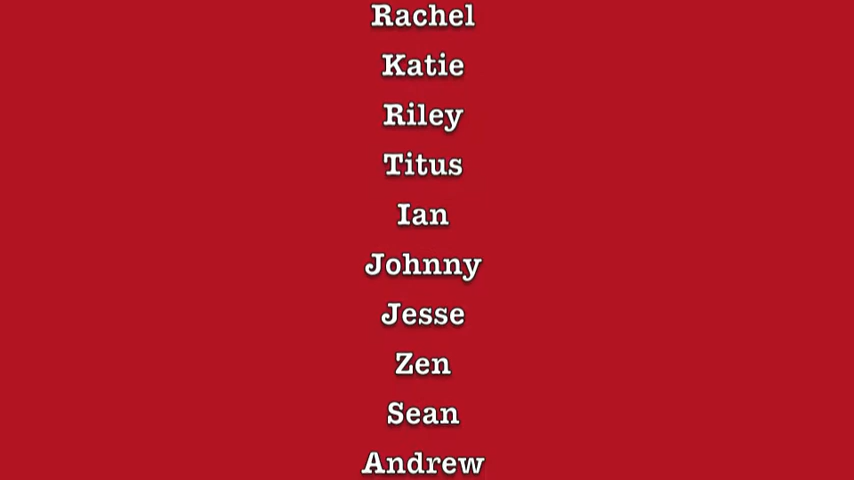 Rachel
Katie
Riley
Titus
Ian
Johnny
Jesse
Zen
Sean
Andrew